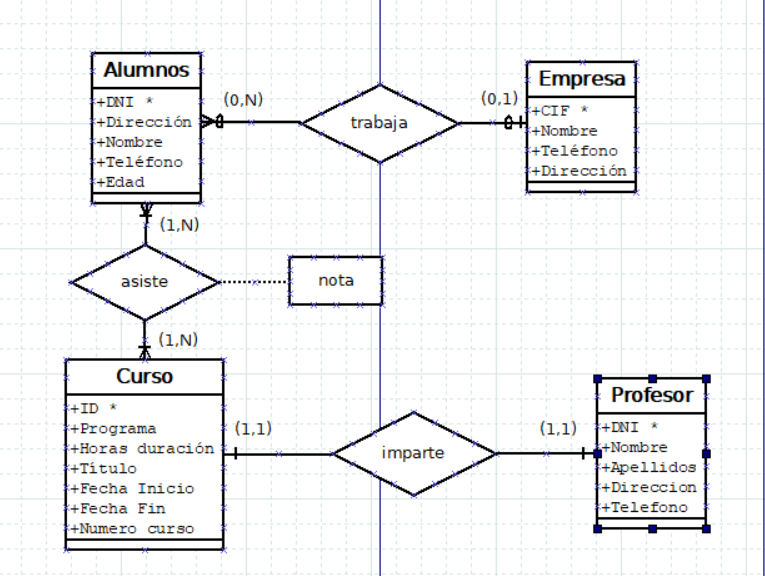 Alumnos
+DNI *
+Dirección
+Nombre
+Teléfono
+Edad
(0,N)
trabaja
(0,1)
Empresa
+CIF *
+Nombre
+Teléfono
+Dirección
(1,N)
asiste
nota
(1,N)
Curso
+ID *
+Programa
+Horas duración
+Título
+Fecha Inicio
+Fecha Fin
+Numero curso
(1,1)
imparte
(1,1)
Profesor
+DNI *
+Nombre
+Apellidos
+Direccion
+Telefono